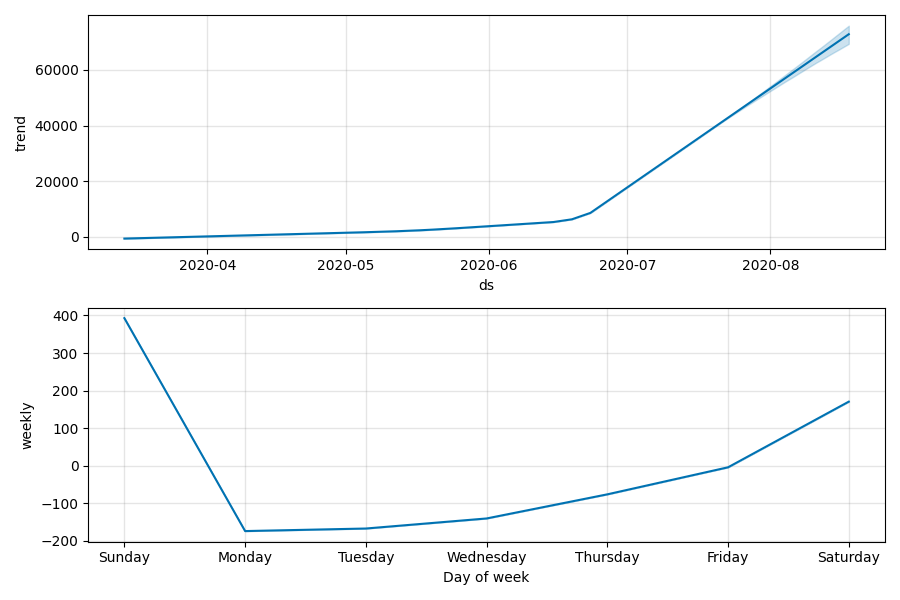 60000
40000
20000
0
trend
2020-04 2020-05 2020-06 2020-07 2020-08
ds
400
300
200
100
0
−100
−200
weekly
Sunday Monday Tuesday Wednesday Thursday Friday Saturday
Day of week